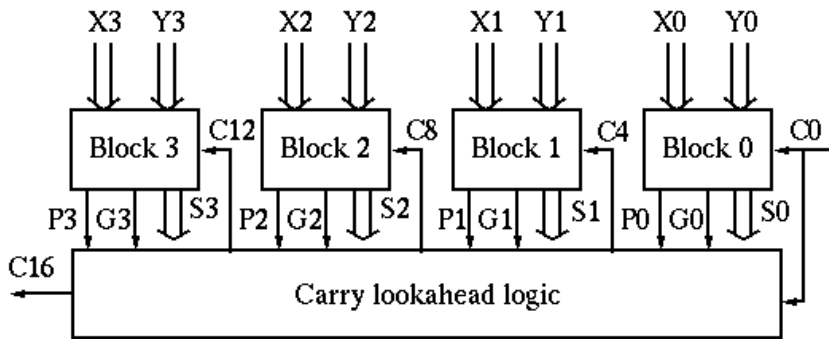 X3 Y3 X2 Y2 X1 Y1 X0 Y0
Block 3 C12 Block 2 C8 Block 1 C4 Block 0 C0
P3 G3 S3 P2 G2 S2 P1 G1 S1 P0 G0 S0
C16
Carry lookahead logic